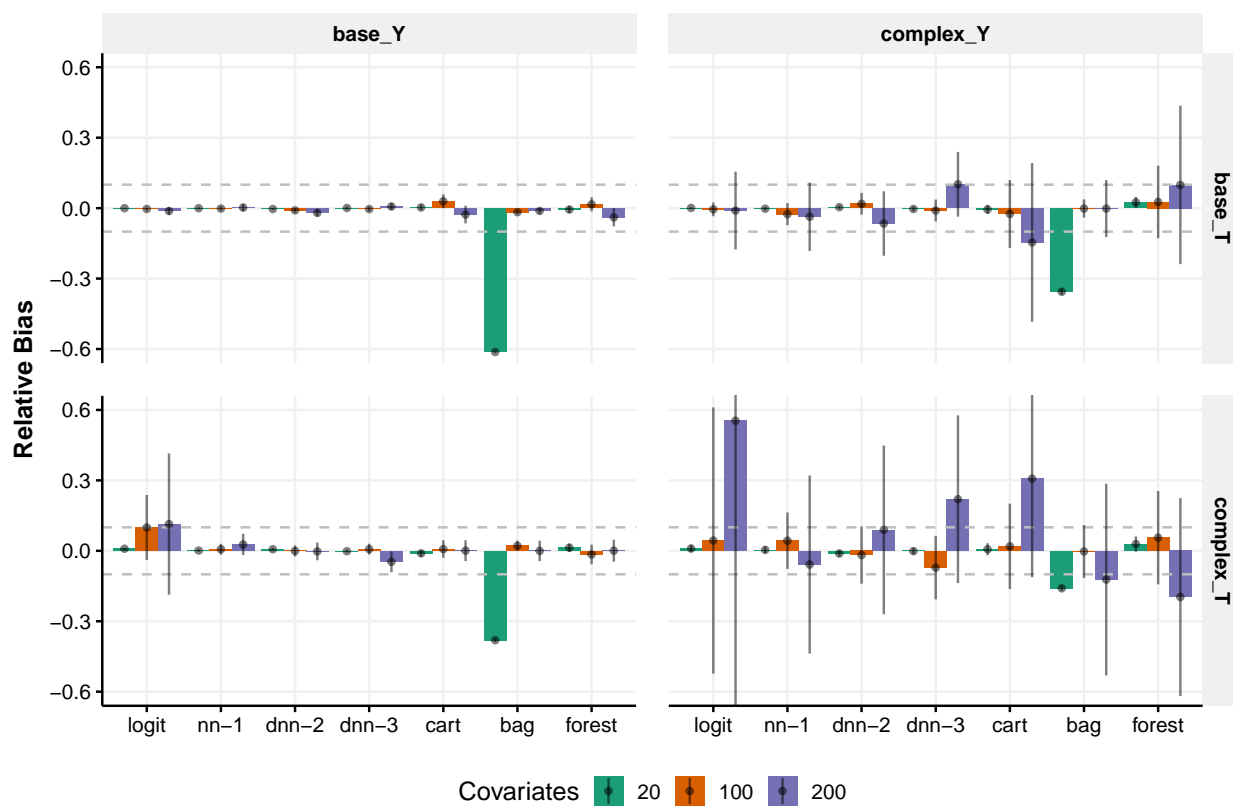 base_Y complex_Y
0.6
0.3
0.0
−0.3
−0.6
base_T
Relative Bias
0.6
0.3
0.0
−0.3
−0.6
complex_T
logit nn−1 dnn−2 dnn−3 cart bag forest logit nn−1 dnn−2 dnn−3 cart bag forest
Covariates 20 100 200